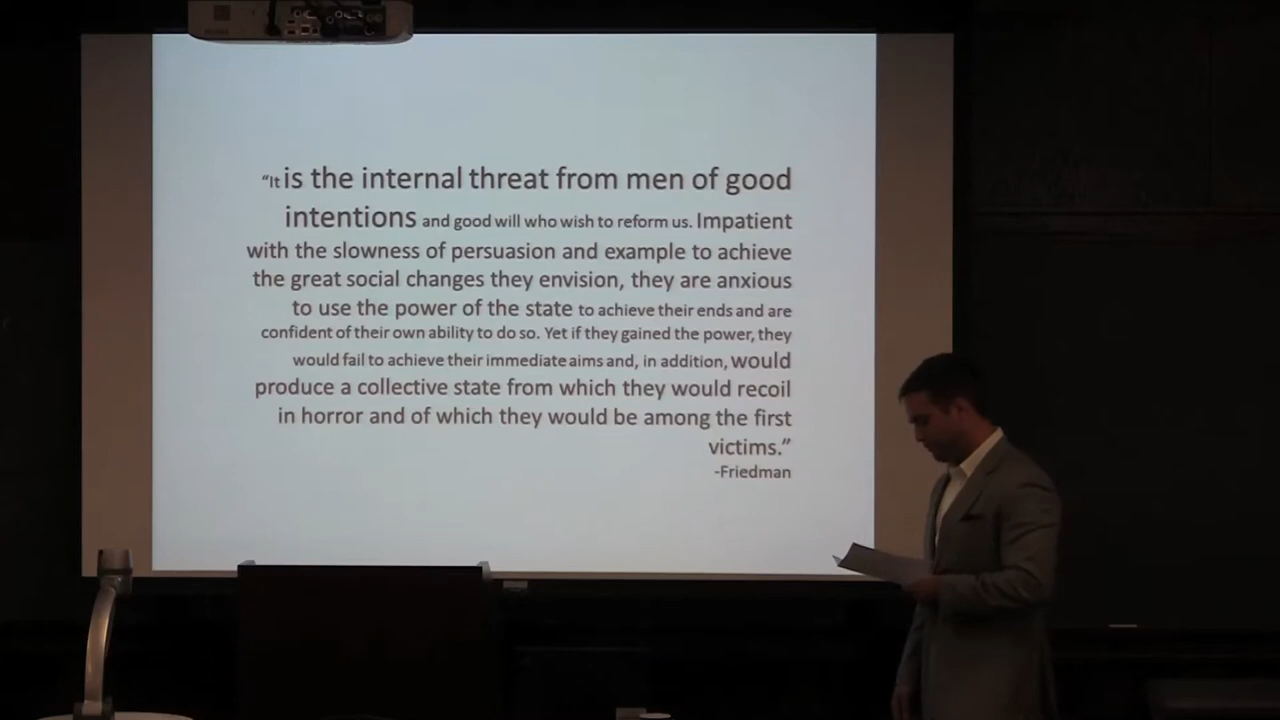 “It is the internal threat from men of good
intentions and good will who wish to reform us. Impatient
with the slowness of persuasion and example to achieve
the great social changes they envision, they are anxious
to use the power of the state to achieve their ends and are
confident of their own ability to do so. Yet if they gained the power, they
would fail to achieve their immediate aims and, in addition, would
produce a collective state from which they would recoil
in horror and of which they would be among the first
victims.”
-Friedman